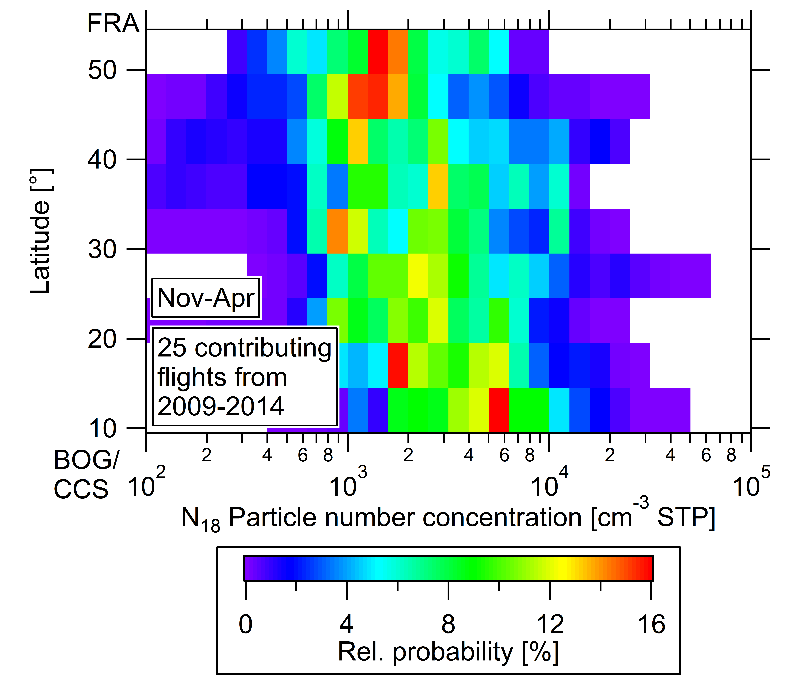 FRA
50
40
30
20
10
Latitude [°]
Nov-Apr
25 contributing
flights from
2009-2014
BOG/
CCS
2 4 6 8 2 4 6 8 2 4 6 8
10² 10³ 10⁴ 10⁵
N₁₈ Particle number concentration [cm⁻³ STP]
0 4 8 12 16
Rel. probability [%]